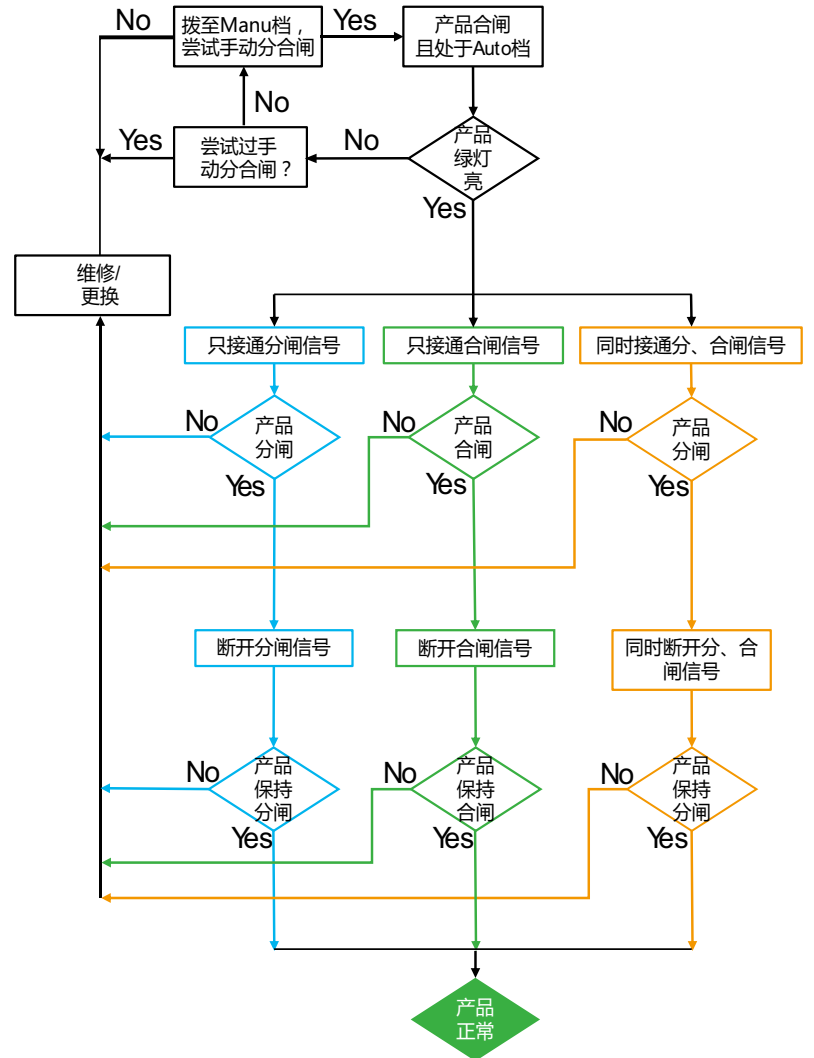 No
拨至Manu档，
尝试手动分合闸
Yes
产品合闸
且处于Auto档
No
Yes
尝试过手
动分合闸？
No
产品
绿灯
亮
Yes
维修/
更换
只接通分闸信号
只接通合闸信号
同时接通分、合闸信号
No
产品
分闸
Yes
No
产品
合闸
Yes
No
产品
分闸
Yes
断开分闸信号
断开合闸信号
同时断开分、合
闸信号
No
产品
保持
分闸
Yes
No
产品
保持
合闸
Yes
No
产品
保持
分闸
Yes
产品
正常